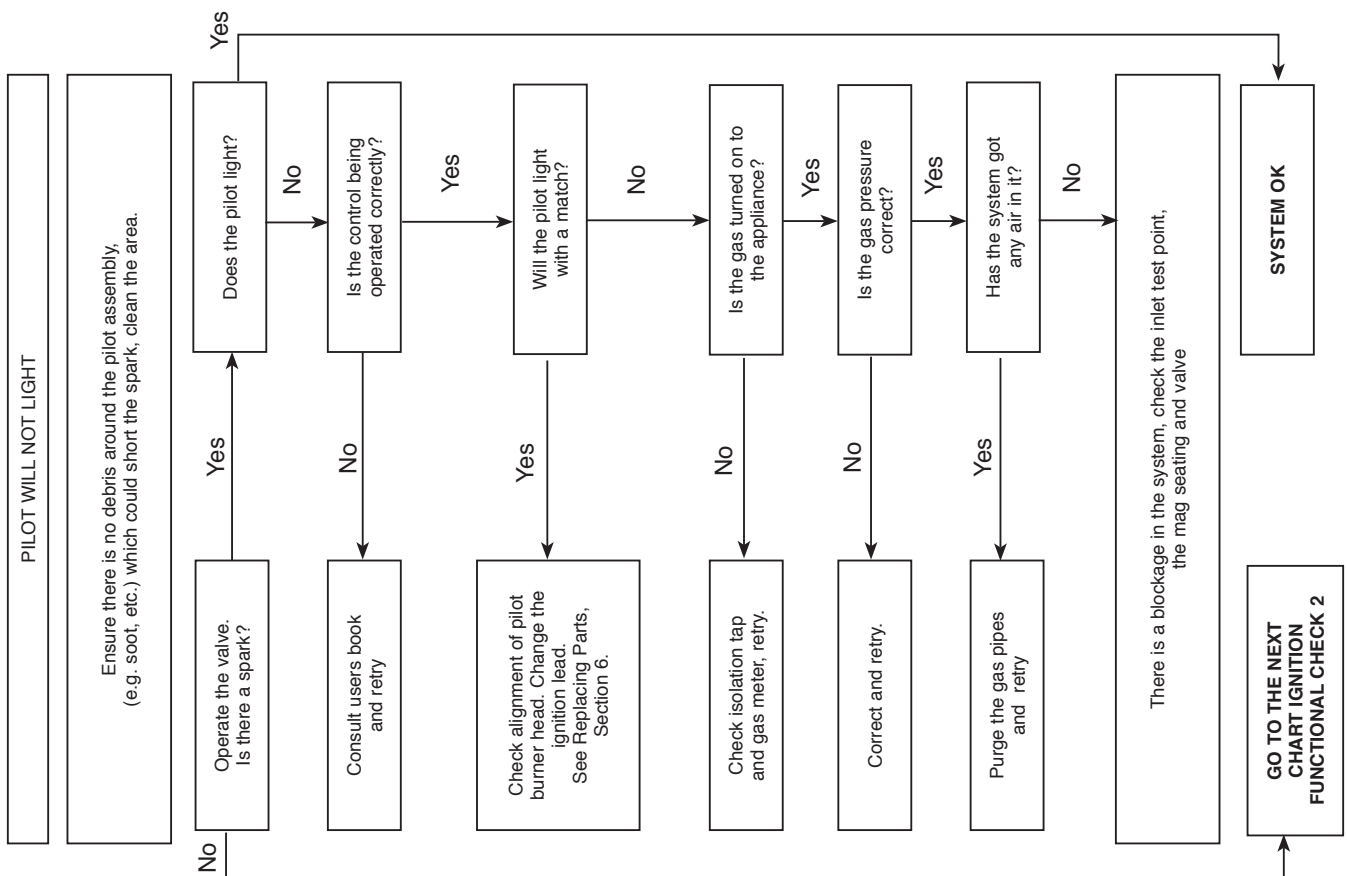 PILOT WILL NOT LIGHT
Ensure there is no debris around the pilot assembly,
(e.g. soot, etc.) which could short the spark, clean the area.
No
Operate the valve.
Is there a spark?
Yes
Does the pilot light?
Yes
No
Consult users book
and retry
No
Is the control being
operated correctly?
Yes
Check alignment of pilot
burner head. Change the
ignition lead.
See Replacing Parts,
Section 6.
Yes
Will the pilot light
with a match?
No
Check isolation tap
and gas meter, retry.
No
Is the gas turned on to
the appliance?
Yes
Correct and retry.
No
Is the gas pressure
correct?
Yes
Purge the gas pipes
and retry
Yes
Has the system got
any air in it?
No
There is a blockage in the system, check the inlet test point,
the mag seating and valve
GO TO THE NEXT
CHART IGNITION
FUNCTIONAL CHECK 2
SYSTEM OK